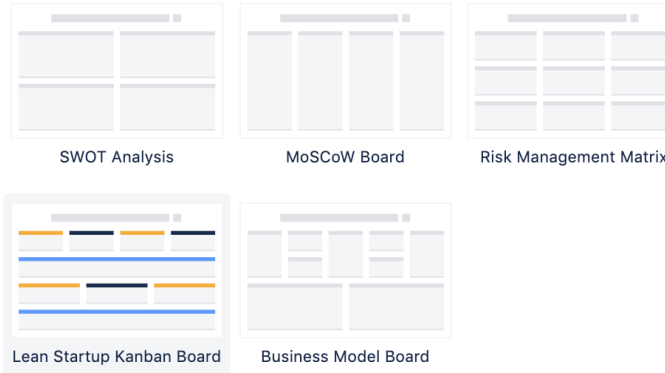 SWOT Analysis
MoSCoW Board
Risk Management Matrix
Lean Startup Kanban Board
Business Model Board